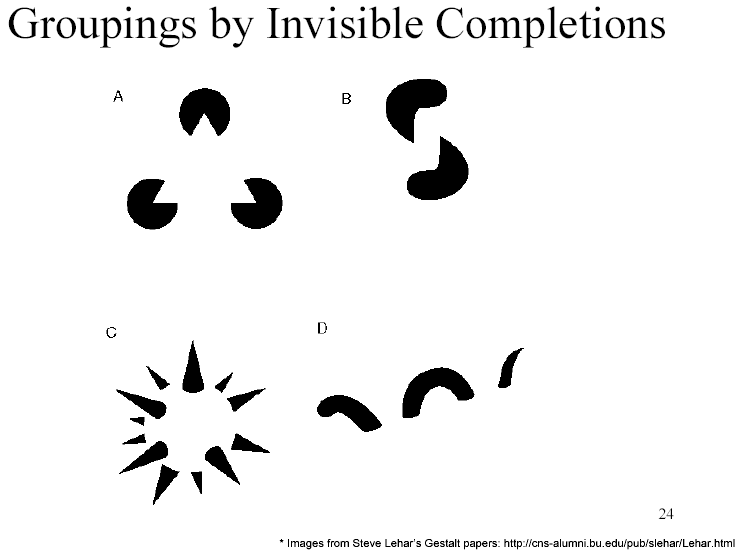 Groupings by Invisible Completions
A
B
C
D
24
* Images from Steve Lehar's Gestalt papers: http://cns-alumni.bu.edu/pub/slehar/Lehar.html